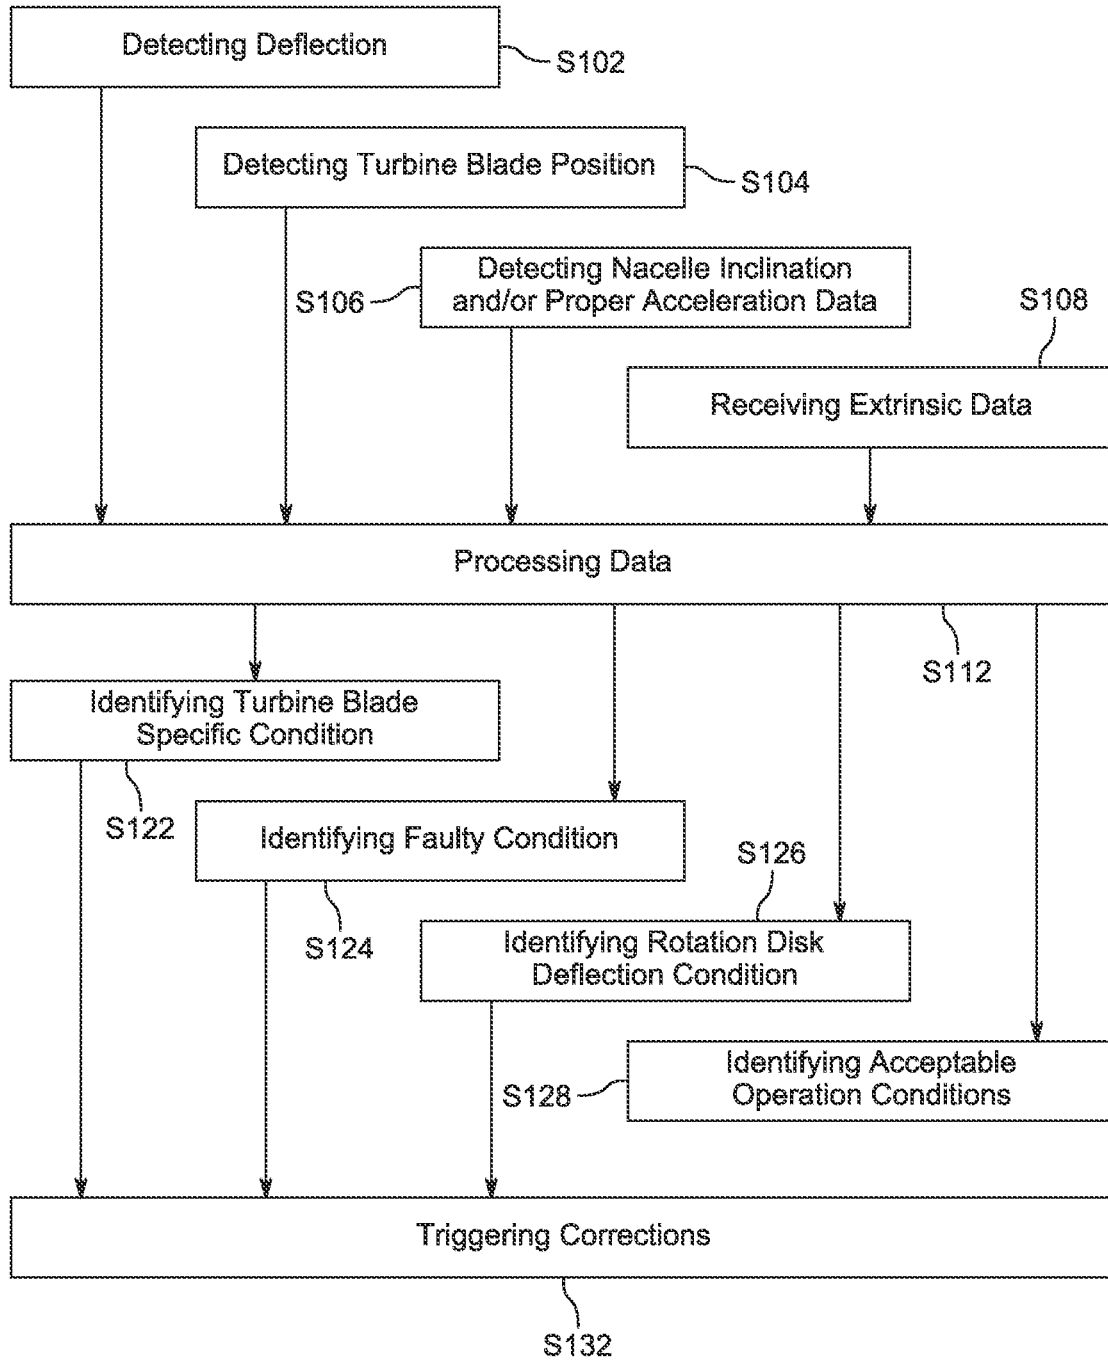 Detecting Deflection
S102
Detecting Turbine Blade Position
S104
Detecting Nacelle Inclination
and/or Proper Acceleration Data
S106
S108
Receiving Extrinsic Data
Processing Data
S112
Identifying Turbine Blade
Specific Condition
S122
Identifying Faulty Condition
S124
S126
Identifying Rotation Disk
Deflection Condition
Identifying Acceptable
Operation Conditions
S128
Triggering Corrections
S132